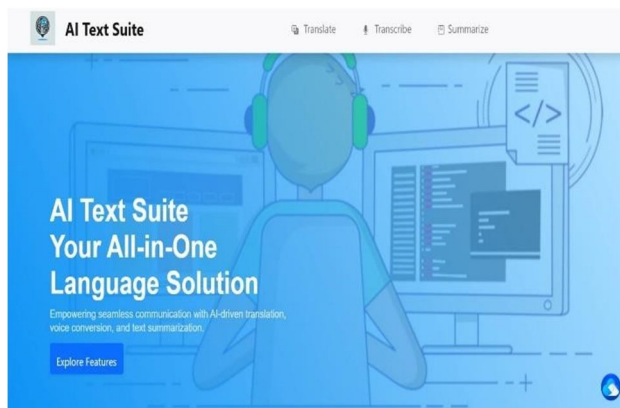 AI Text Suite
Translate
Transcribe
Summarize
</>
AI Text Suite
Your All-in-One
Language Solution
Empowering seamless communication with AI-driven translation,
voice conversion, and text summarization.
Explore Features